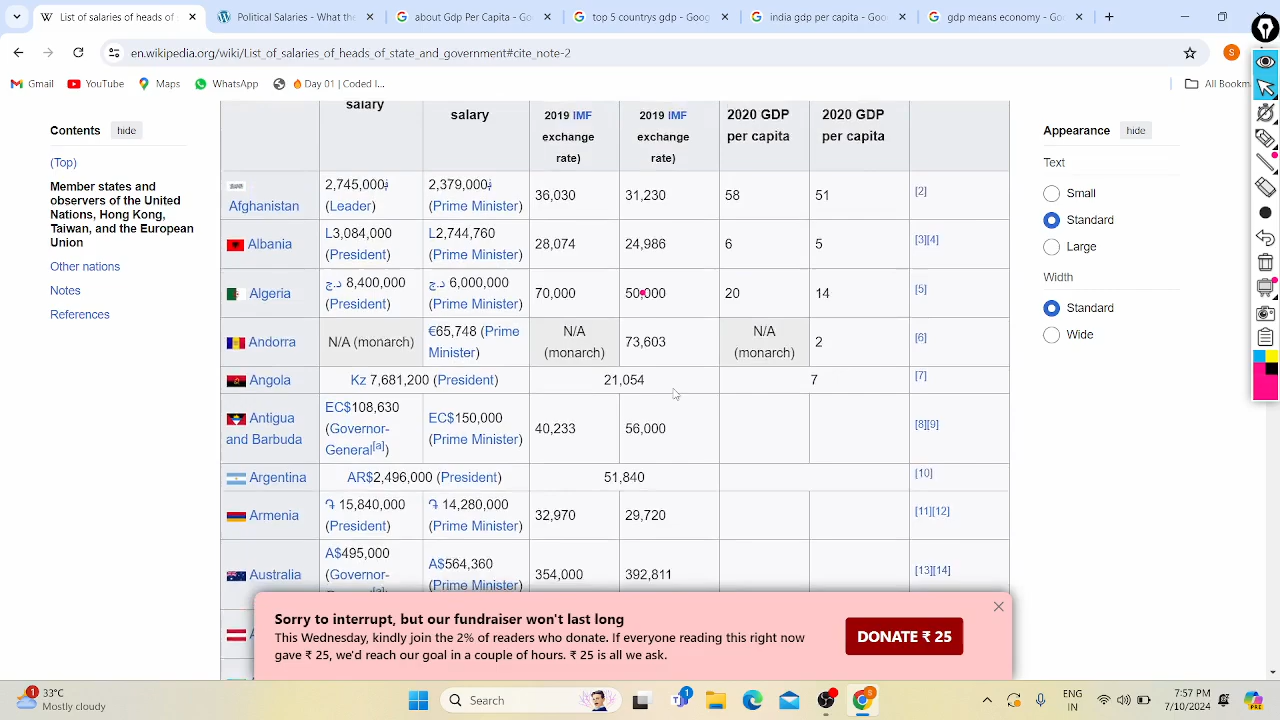 W List of salaries of
Political Salaries - What is the m
about GDP Per Capita - Goo
top 5 countrys gdp - Goog
india gdp per capita - Goo
gdp means economy - Goo
en.wikipedia.org/wiki/List_of_salaries_of_heads_of_state_and_government#cite_no
S
Gmail
YouTube
Maps
WhatsApp
Day 01 | Coded I...
All Bookm
Contents
hide
(Top)
Member states and
observers of the United
Nations, Hong Kong,
Taiwan, and the European
Union
Other nations
Notes
References
salary
salary
2019 IMF
exchange
rate)
2019 IMF
exchange
rate)
2020 GDP
per capita
2020 GDP
per capita
Afghanistan
2,745,000؋
(Leader)
2,379,000؋
(Prime Minister)
36,030
31,230
58
51
[2]
Albania
L3,084,000
(President)
L2,744,760
(Prime Minister)
28,074
24,986
6
5
[3][4]
Algeria
د.ج 8,400,000
(President)
د.ج 6,000,000
(Prime Minister)
70,000
50,000
20
14
[5]
Andorra
N/A (monarch)
€65,748 (Prime
Minister)
N/A
(monarch)
73,603
N/A
(monarch)
2
[6]
Angola
Kz 7,681,200 (President)
21,054
7
[7]
Antigua
and Barbuda
EC$108,630
(Governor-
General[a])
EC$150,000
(Prime Minister)
40,233
56,000
[8][9]
Argentina
AR$2,496,000 (President)
51,840
[10]
Armenia
֏ 15,840,000
(President)
֏ 14,280,000
(Prime Minister)
32,970
29,720
[11][12]
Australia
A$495,000
(Governor-
A$564,360
(Prime Minister)
354,000
392,811
[13][14]
Appearance
hide
Text
Small
Standard
Large
Width
Standard
Wide
Sorry to interrupt, but our fundraiser won't last long
This Wednesday, kindly join the 2% of readers who donate. If everyone reading this right now
gave ₹ 25, we'd reach our goal in a couple of hours. ₹ 25 is all we ask.
DONATE ₹ 25
1
33°C
Mostly cloudy
Search
1
S
ENG
IN
7:57 PM
7/10/2024
PRE